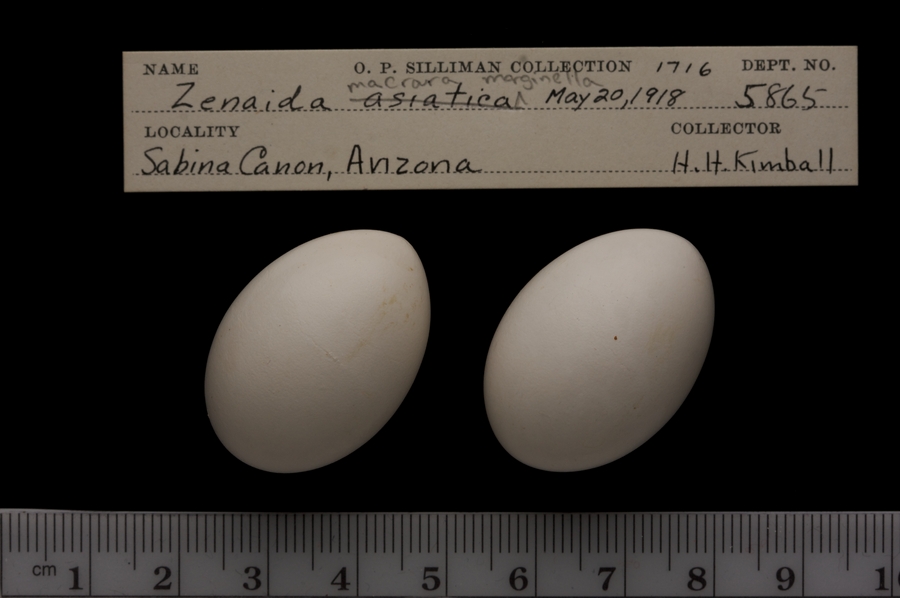 NAME O. P. SILLIMAN COLLECTION 1716 DEPT. NO.
macroura marginella
Zenaida asiatica May 20, 1918 5865
LOCALITY COLLECTOR
Sabina Canon, Arizona H.H.Kimball
cm 1 2 3 4 5 6 7 8 9 1